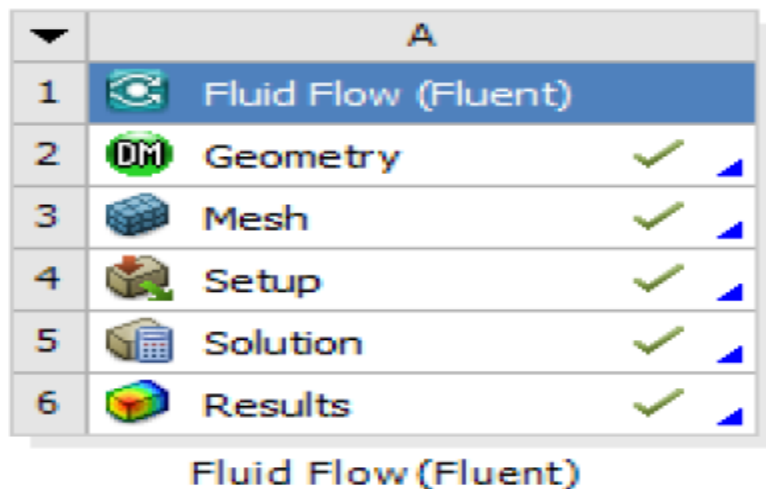 A
1 Fluid Flow (Fluent)
2 DM Geometry
3 Mesh
4 Setup
5 Solution
6 Results
Fluid Flow (Fluent)